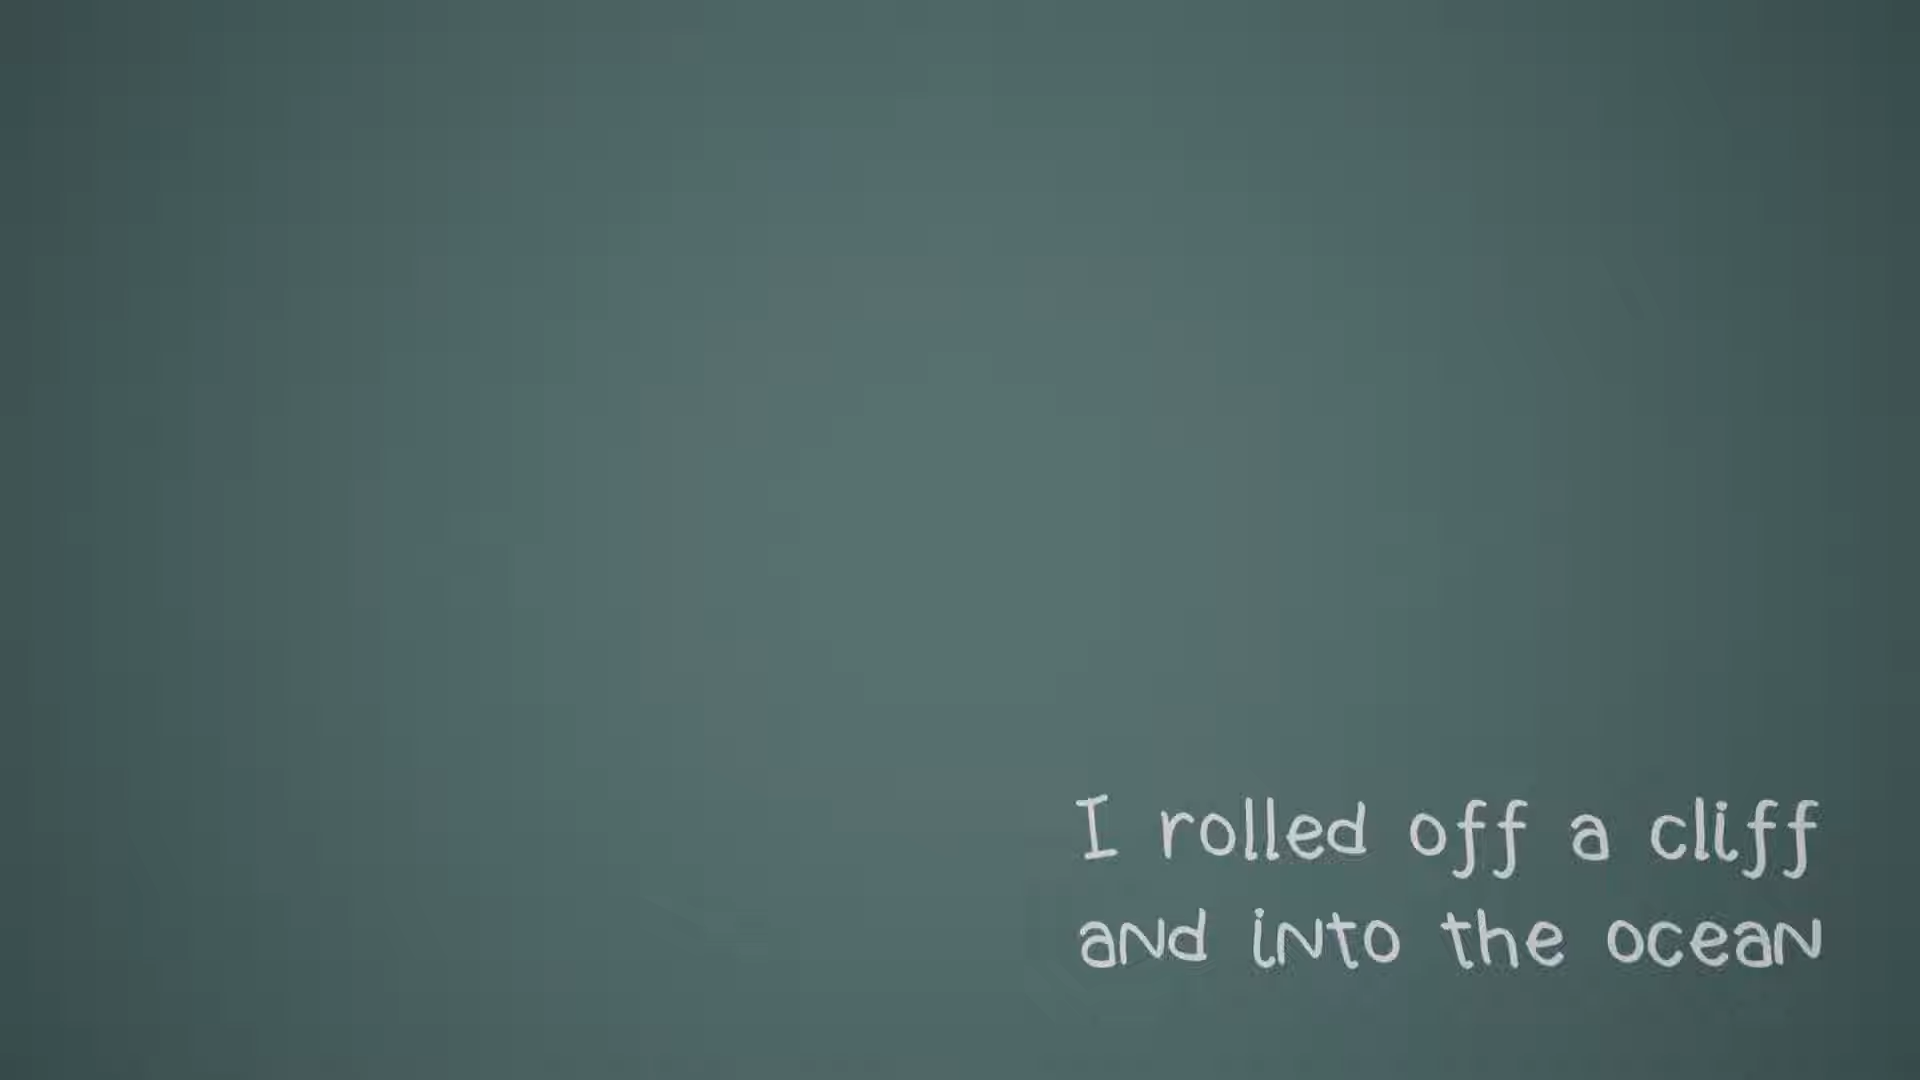 I rolled off a cliff
and into the ocean